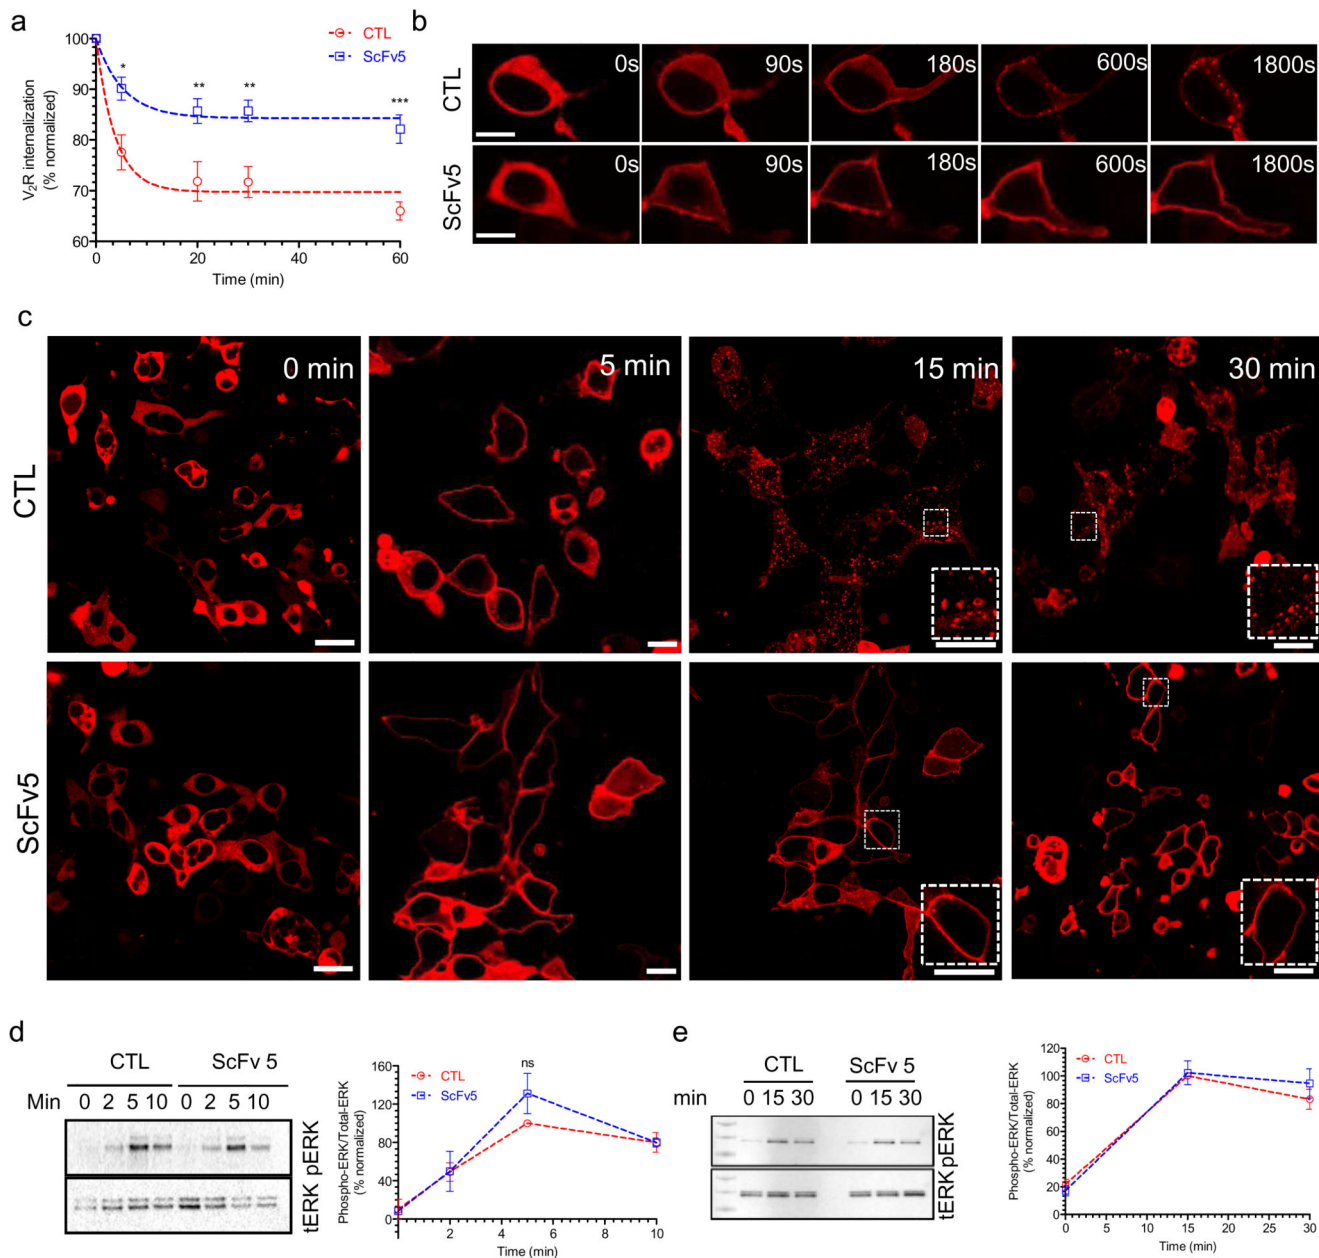 a
CTL
ScFv5
100
90
80
70
60
V₂R internalization
(% normalized)
*
**
**
***
0
20
40
60
Time (min)
b
CTL
0s
90s
180s
600s
1800s
ScFv5
0s
90s
180s
600s
1800s
c
CTL
0 min
5 min
15 min
30 min
ScFv5
d
CTL
ScFv 5
Min 0 2 5 10 0 2 5 10
pERK
tERK
CTL
ScFv5
ns
160
120
80
40
0
Phospho-ERK/Total-ERK
(% normalized)
0 2 4 6 8 10
Time (min)
e
CTL
ScFv 5
min 0 15 30 0 15 30
pERK
tERK
CTL
ScFv5
120
100
80
60
40
20
0
Phospho-ERK/Total-ERK
(% normalized)
0 5 10 15 20 25 30
Time (min)